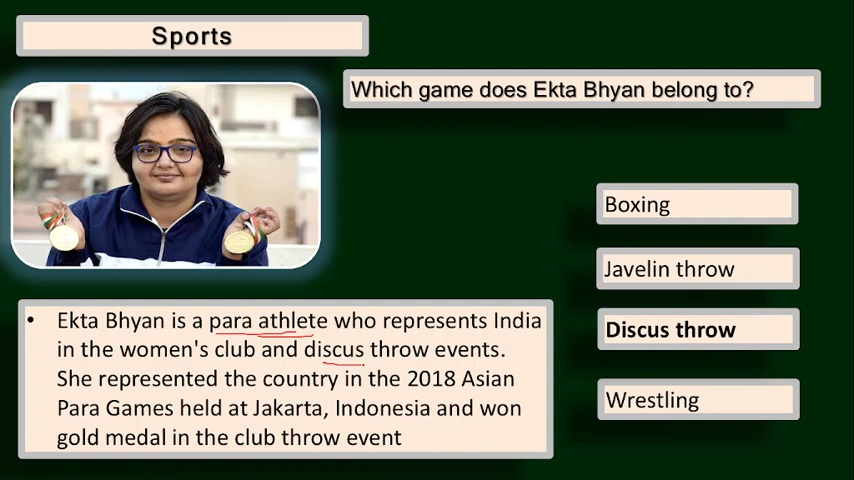 Sports
Which game does Ekta Bhyan belong to?
Boxing
Javelin throw
Discus throw
Wrestling
• Ekta Bhyan is a para athlete who represents India
in the women's club and discus throw events.
She represented the country in the 2018 Asian
Para Games held at Jakarta, Indonesia and won
gold medal in the club throw event